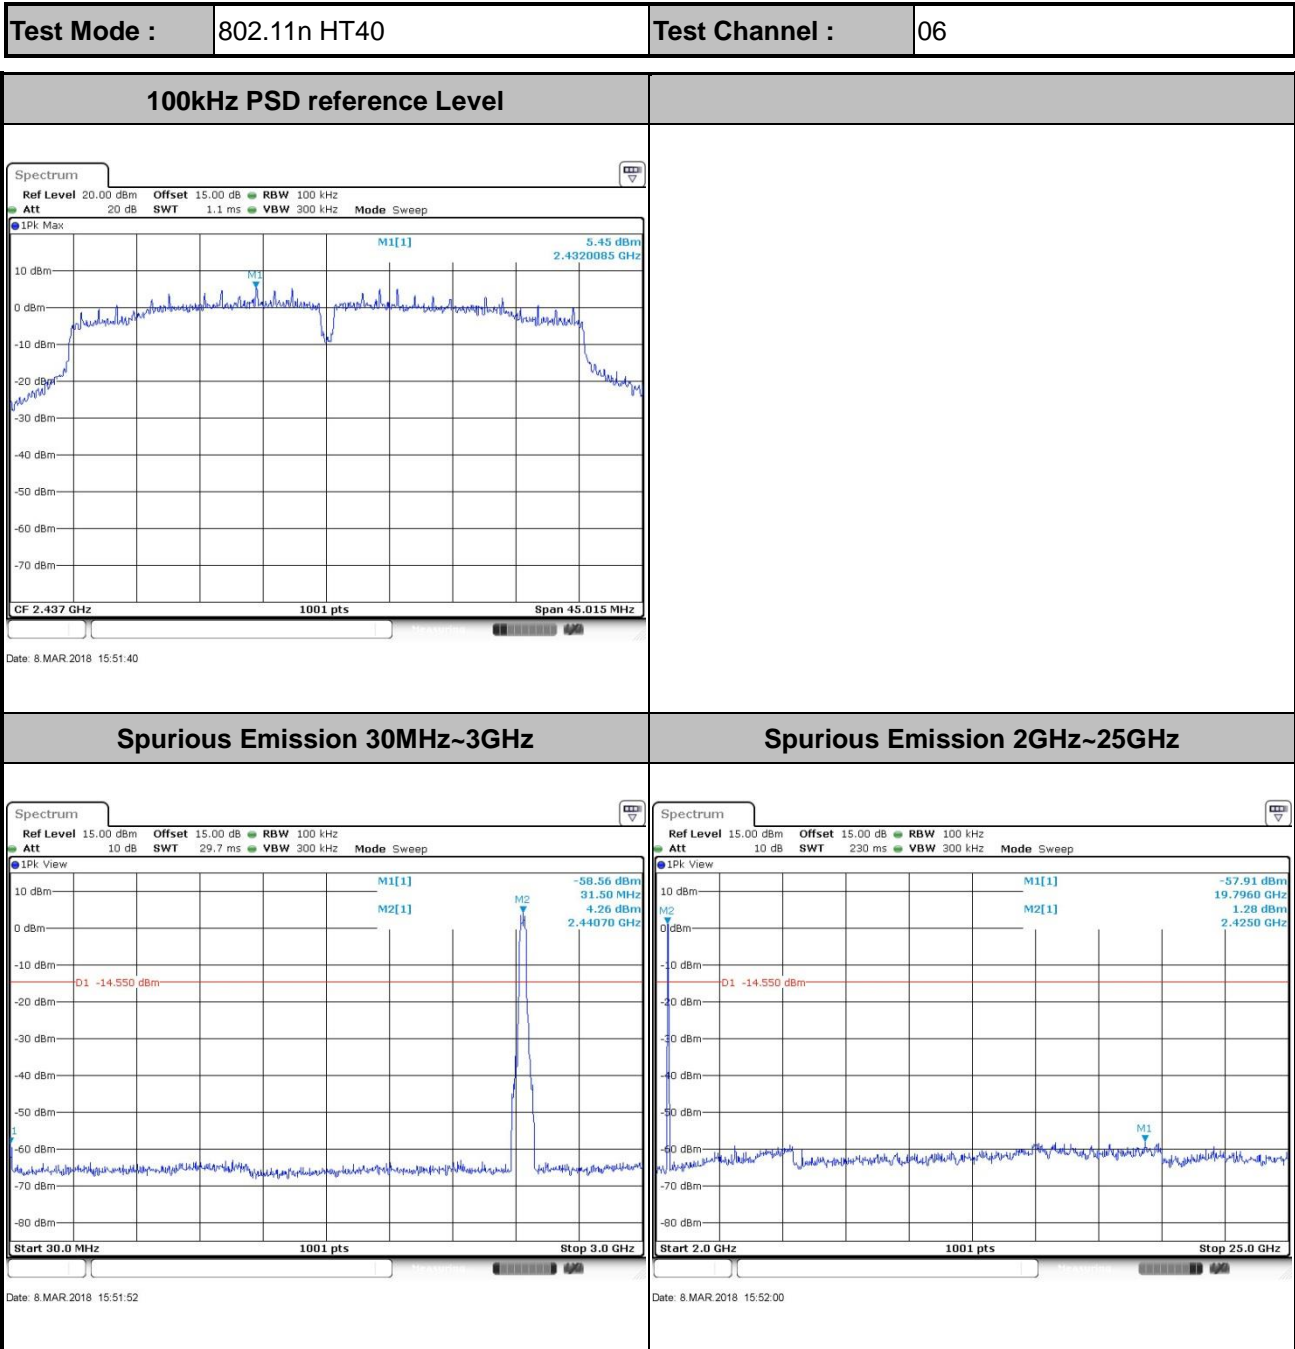 Test Mode : 802.11n HT40 Test Channel : 06
100kHz PSD reference Level
Spectrum
Ref Level 20.00 dBm Offset 15.00 dB RBW 100 kHz
Att 20 dB SWT 1.1 ms VBW 300 kHz Mode Sweep
1Pk Max
M1[1] 5.45 dBm
2.4320085 GHz
M1
10 dBm
0 dBm
-10 dBm
-20 dBm
-30 dBm
-40 dBm
-50 dBm
-60 dBm
-70 dBm
CF 2.437 GHz 1001 pts Span 45.015 MHz
Date: 8.MAR.2018 15:51:40
Spurious Emission 30MHz~3GHz
Spectrum
Ref Level 15.00 dBm Offset 15.00 dB RBW 100 kHz
Att 10 dB SWT 29.7 ms VBW 300 kHz Mode Sweep
1Pk View
M1[1] -58.56 dBm
31.50 MHz
M2[1] 4.26 dBm
2.44070 GHz
M2
10 dBm
0 dBm
-10 dBm
D1 -14.550 dBm
-20 dBm
-30 dBm
-40 dBm
-50 dBm
1
-60 dBm
-70 dBm
-80 dBm
Start 30.0 MHz 1001 pts Stop 3.0 GHz
Date: 8.MAR.2018 15:51:52
Spurious Emission 2GHz~25GHz
Spectrum
Ref Level 15.00 dBm Offset 15.00 dB RBW 100 kHz
Att 10 dB SWT 230 ms VBW 300 kHz Mode Sweep
1Pk View
M1[1] -57.91 dBm
19.7960 GHz
M2[1] 1.28 dBm
2.4250 GHz
10 dBm
M2
0 dBm
-10 dBm
D1 -14.550 dBm
-20 dBm
-30 dBm
-40 dBm
-50 dBm
M1
-60 dBm
-70 dBm
-80 dBm
Start 2.0 GHz 1001 pts Stop 25.0 GHz
Date: 8.MAR.2018 15:52:00